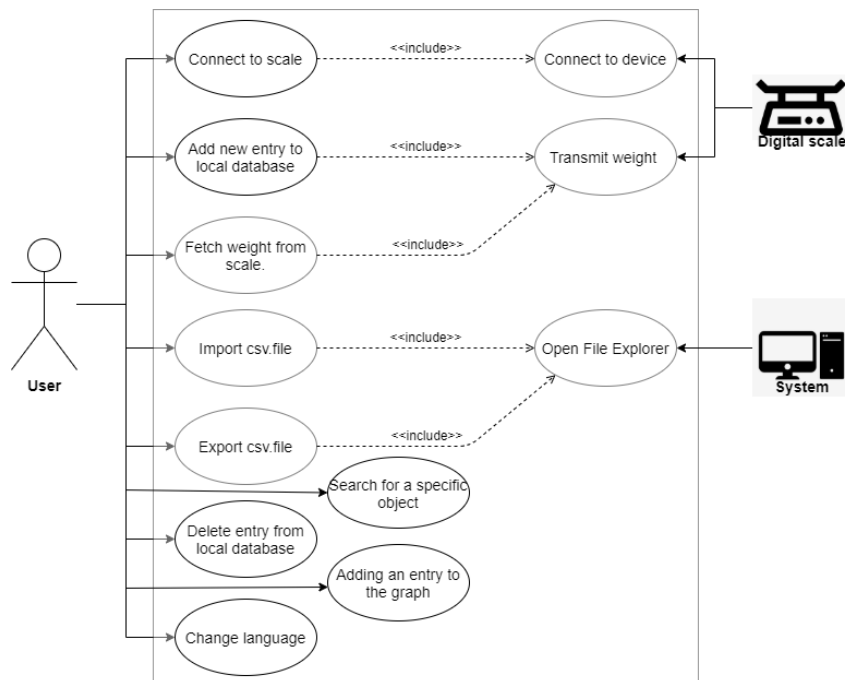 Connect to scale
<<include>>
Connect to device
Digital scale
Add new entry to
local database
<<include>>
Transmit weight
Fetch weight from
scale.
<<include>>
User
Import csv.file
<<include>>
Open File Explorer
System
Export csv.file
<<include>>
Search for a specific
object
Delete entry from
local database
Adding an entry to
the graph
Change language